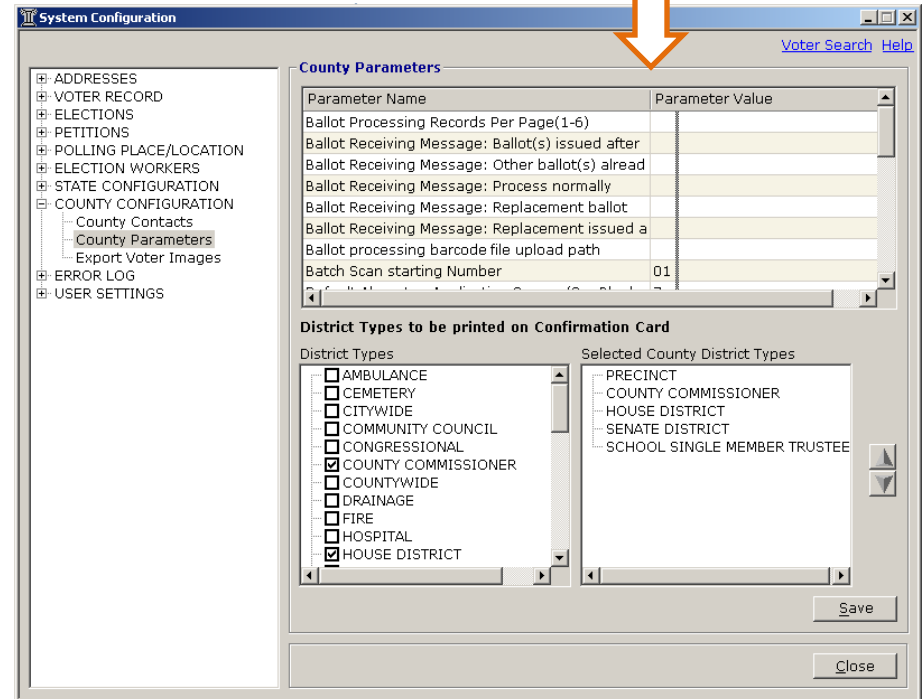 System Configuration
Voter Search Help
ADDRESSES
VOTER RECORD
ELECTIONS
PETITIONS
POLLING PLACE/LOCATION
ELECTION WORKERS
STATE CONFIGURATION
COUNTY CONFIGURATION
County Contacts
County Parameters
Export Voter Images
ERROR LOG
USER SETTINGS
County Parameters
Parameter Name Parameter Value
Ballot Processing Records Per Page(1-6)
Ballot Receiving Message: Ballot(s) issued after
Ballot Receiving Message: Other ballot(s) alread
Ballot Receiving Message: Process normally
Ballot Receiving Message: Replacement ballot
Ballot Receiving Message: Replacement issued a
Ballot processing barcode file upload path
Batch Scan starting Number 01
District Types to be printed on Confirmation Card
District Types
AMBULANCE
CEMETERY
CITYWIDE
COMMUNITY COUNCIL
CONGRESSIONAL
COUNTY COMMISSIONER
COUNTYWIDE
DRAINAGE
FIRE
HOSPITAL
HOUSE DISTRICT
Selected County District Types
PRECINCT
COUNTY COMMISSIONER
HOUSE DISTRICT
SENATE DISTRICT
SCHOOL SINGLE MEMBER TRUSTEE
Save
Close